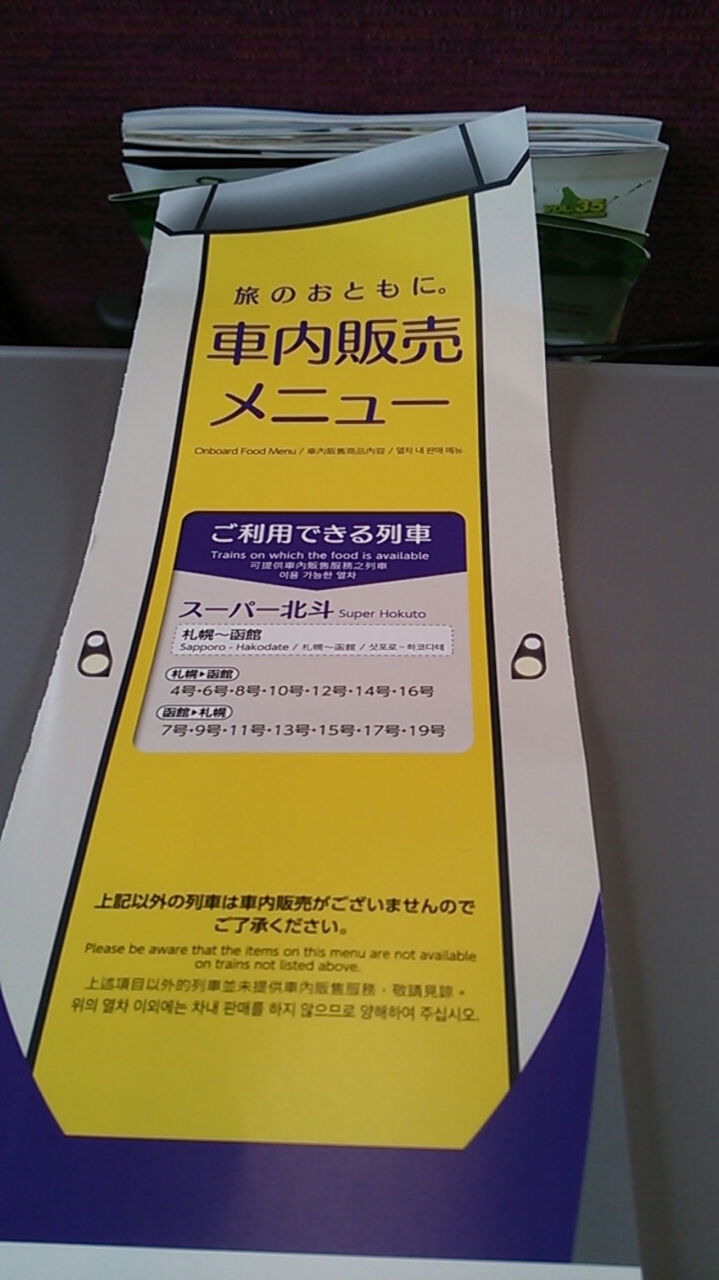 VOL.35
旅のおともに。
車内販売
メニュー
Onboard Food Menu / 車內販售商品內容 / 열차 내 판매 메뉴
ご利用できる列車
Trains on which the food is available
可提供車內販售服務之列車
이용 가능한 열차
スーパー北斗 Super Hokuto
札幌～函館
Sapporo - Hakodate / 札幌～函館 / 삿포로~하코다테
札幌▶函館
4号・6号・8号・10号・12号・14号・16号
函館▶札幌
7号・9号・11号・13号・15号・17号・19号
上記以外の列車は車内販売がございませんので
ご了承ください。
Please be aware that the items on this menu are not available
on trains not listed above.
上述項目以外的列車並未提供車內販售服務，敬請見諒。
위의 열차 이외에는 차내 판매를 하지 않으므로 양해하여 주십시오.